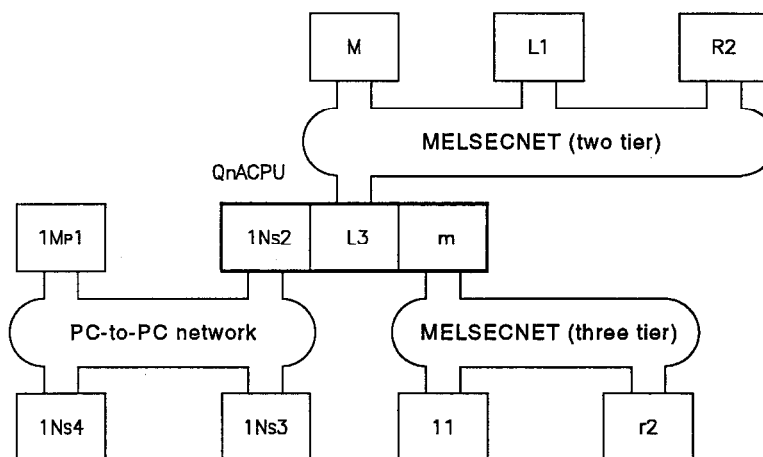 M L1 R2
MELSECNET (two tier)
QnACPU
1MP1 1NS2 L3 m
PC-to-PC network MELSECNET (three tier)
1NS4 1NS3 11 r2